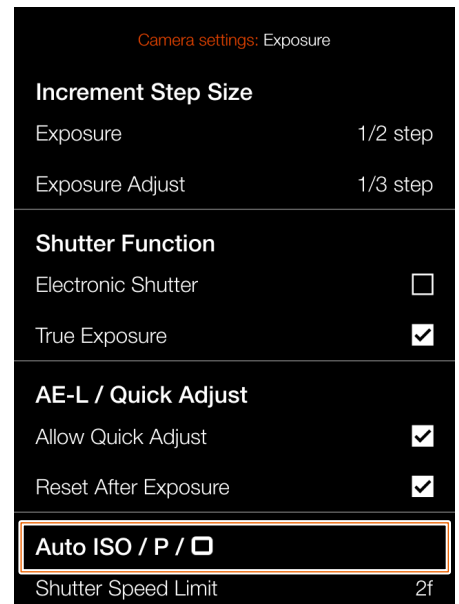 Camera settings: Exposure
Increment Step Size
Exposure 1/2 step
Exposure Adjust 1/3 step
Shutter Function
Electronic Shutter
True Exposure
AE-L / Quick Adjust
Allow Quick Adjust
Reset After Exposure
Auto ISO / P /
Shutter Speed Limit 2f